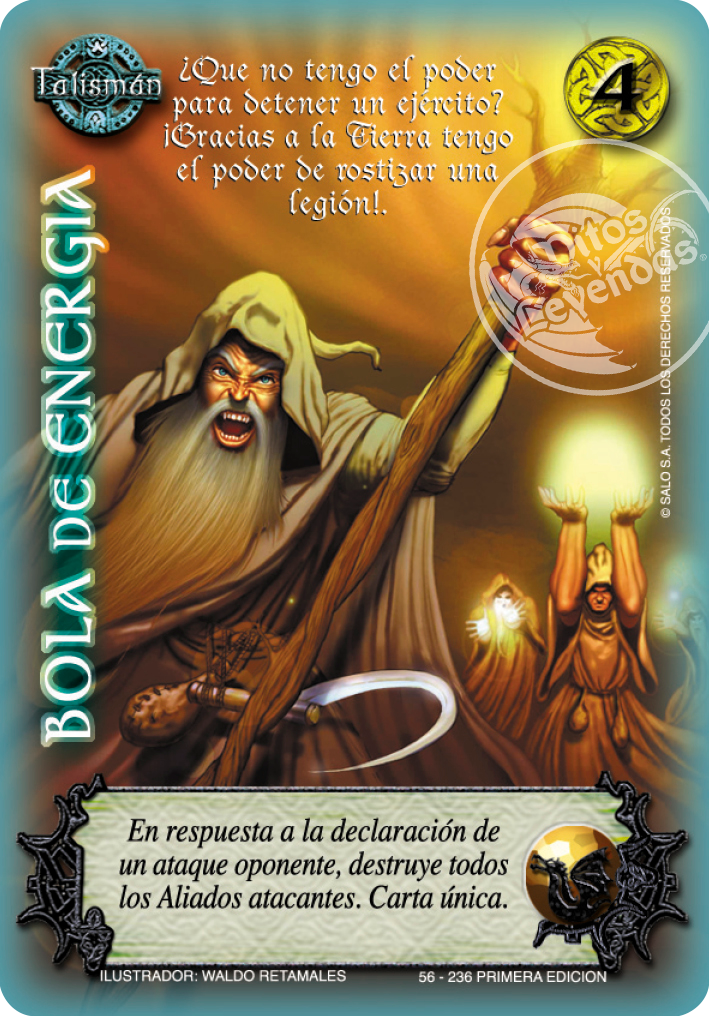 Talismán
¿Que no tengo el poder
para detener un ejército?
¡Gracias a la Tierra tengo
el poder de rostizar una
legión!.
4
BOLA DE ENERGIA
Mitos
y
Leyendas
®
© SALO S.A. TODOS LOS DERECHOS RESERVADOS
En respuesta a la declaración de
un ataque oponente, destruye todos
los Aliados atacantes. Carta única.
ILUSTRADOR: WALDO RETAMALES
56 - 236 PRIMERA EDICION